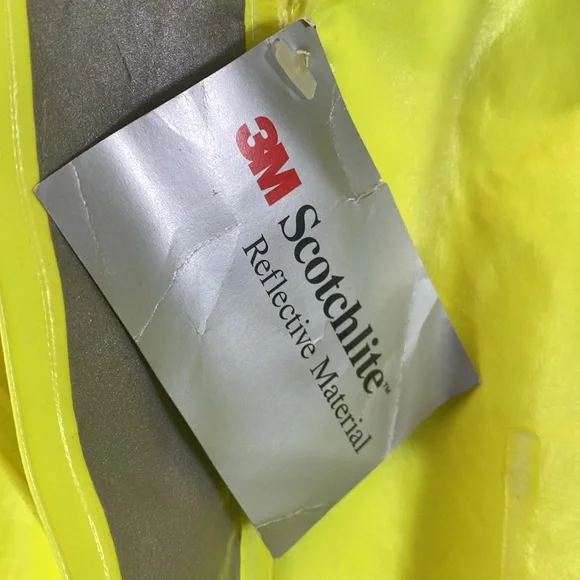 3M
Scotchlite™
Reflective Material